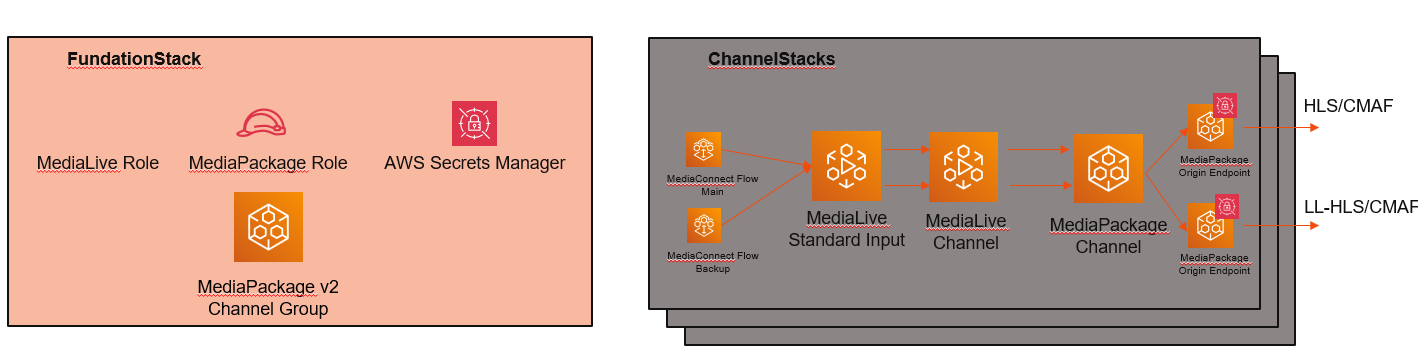 FundationStack
MediaLive Role
MediaPackage Role
AWS Secrets Manager
MediaPackage v2
Channel Group
ChannelStacks
MediaConnect Flow
Main
MediaConnect Flow
Backup
MediaLive
Standard Input
MediaLive
Channel
MediaPackage
Channel
MediaPackage
Origin Endpoint
MediaPackage
Origin Endpoint
HLS/CMAF
LL-HLS/CMAF